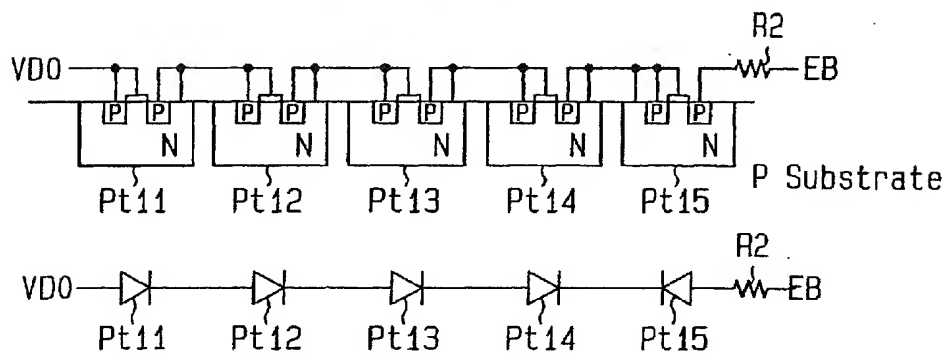 R2
VDO EB
P P P P P P P P P P
N N N N N
Pt11 Pt12 Pt13 Pt14 Pt15 P Substrate
R2
VDO EB
Pt11 Pt12 Pt13 Pt14 Pt15